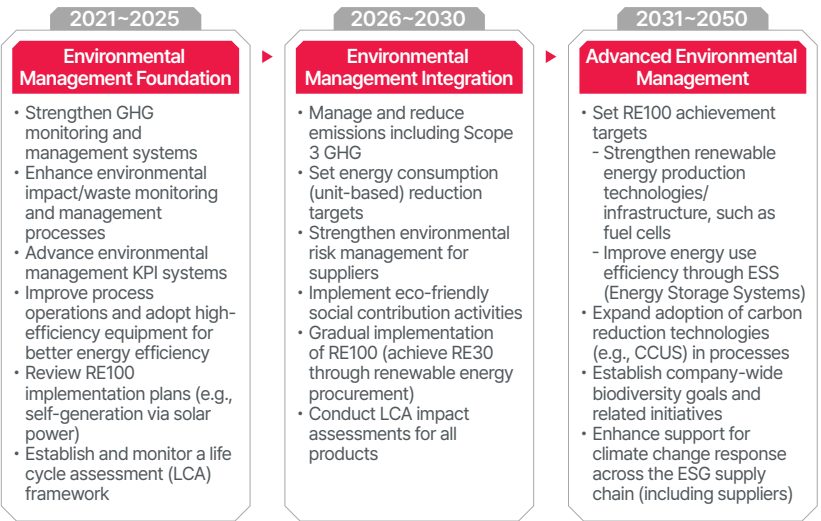 2021~2025
Environmental
Management Foundation
• Strengthen GHG
monitoring and
management systems
• Enhance environmental
impact/waste monitoring
and management
processes
• Advance environmental
management KPI systems
• Improve process
operations and adopt high-
efficiency equipment for
better energy efficiency
• Review RE100
implementation plans (e.g.,
self-generation via solar
power)
• Establish and monitor a life
cycle assessment (LCA)
framework
2026~2030
Environmental
Management Integration
• Manage and reduce
emissions including Scope
3 GHG
• Set energy consumption
(unit-based) reduction
targets
• Strengthen environmental
risk management for
suppliers
• Implement eco-friendly
social contribution activities
• Gradual implementation
of RE100 (achieve RE30
through renewable energy
procurement)
• Conduct LCA impact
assessments for all
products
2031~2050
Advanced Environmental
Management
• Set RE100 achievement
targets
- Strengthen renewable
energy production
technologies/
infrastructure, such as
fuel cells
- Improve energy use
efficiency through ESS
(Energy Storage Systems)
• Expand adoption of carbon
reduction technologies
(e.g., CCUS) in processes
• Establish company-wide
biodiversity goals and
related initiatives
• Enhance support for
climate change response
across the ESG supply
chain (including suppliers)